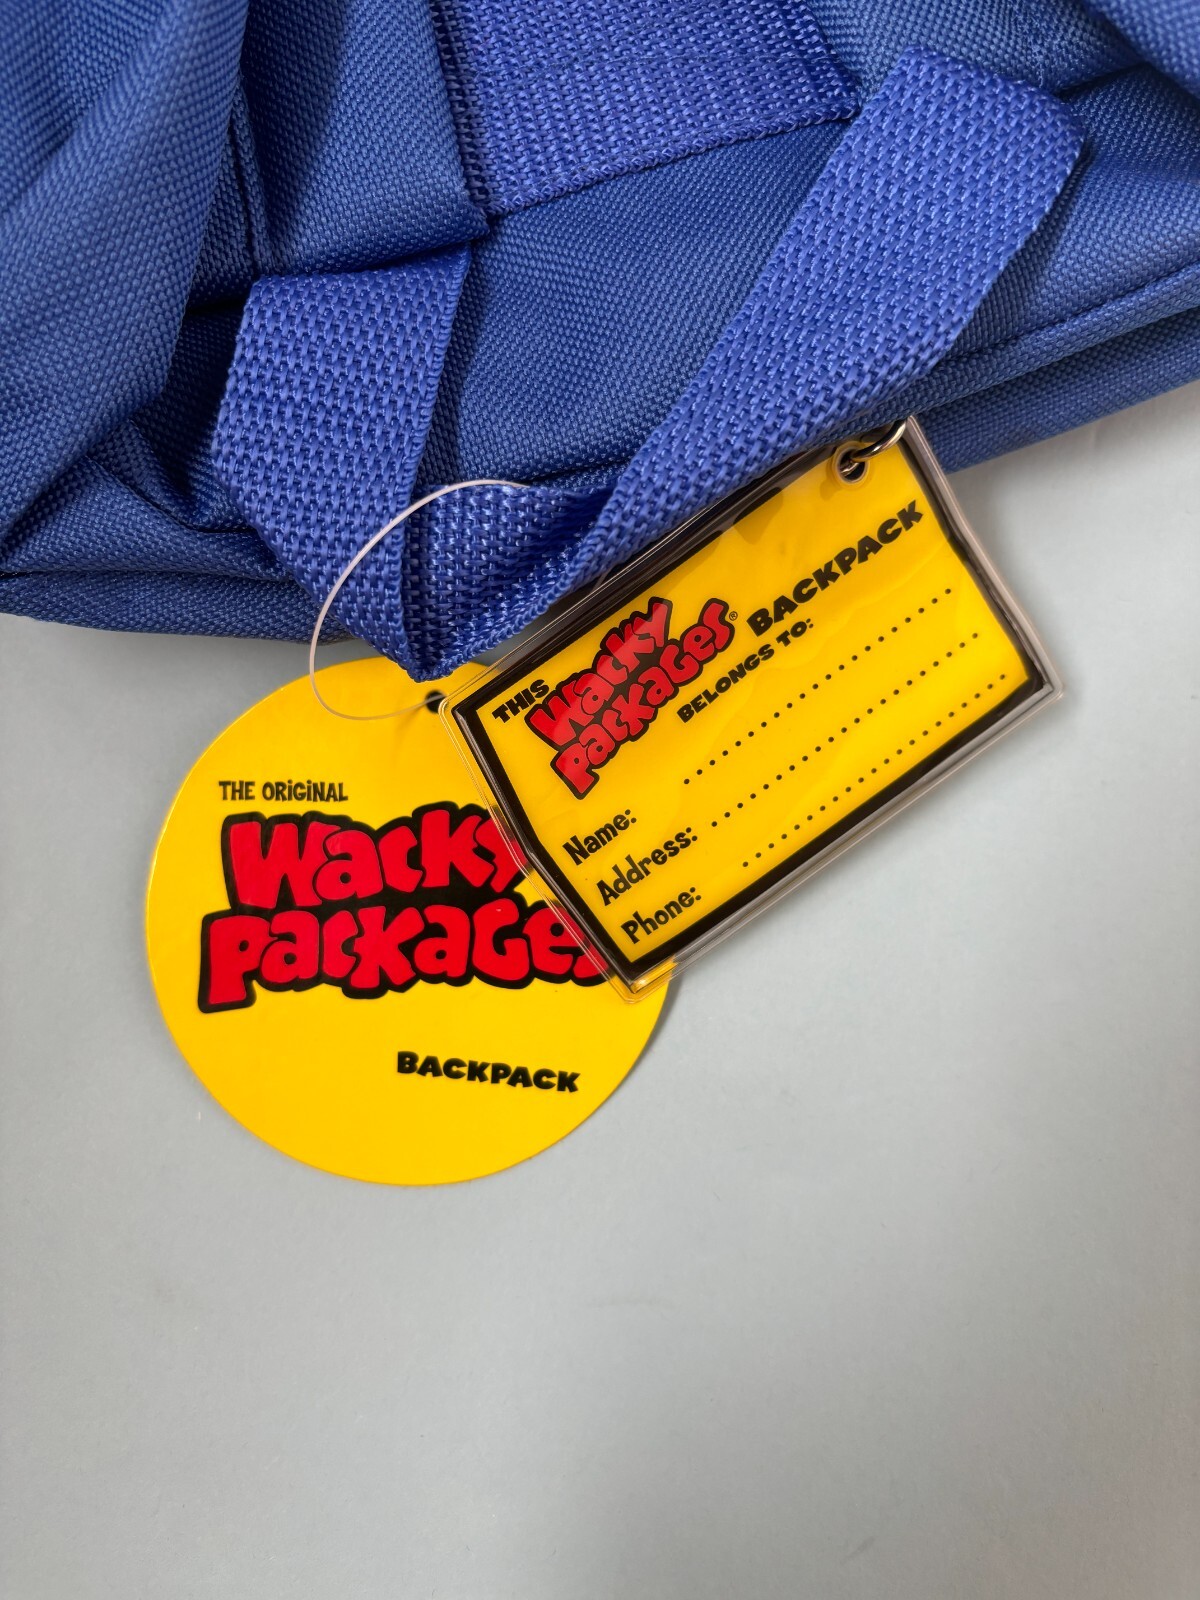 THE ORiGiNAL
Wacky
PackaGes
BACKPACK
THIS Wacky PackaGes® BACKPACK
BELONGS TO:
Name: ....................
Address: ....................
Phone: ....................